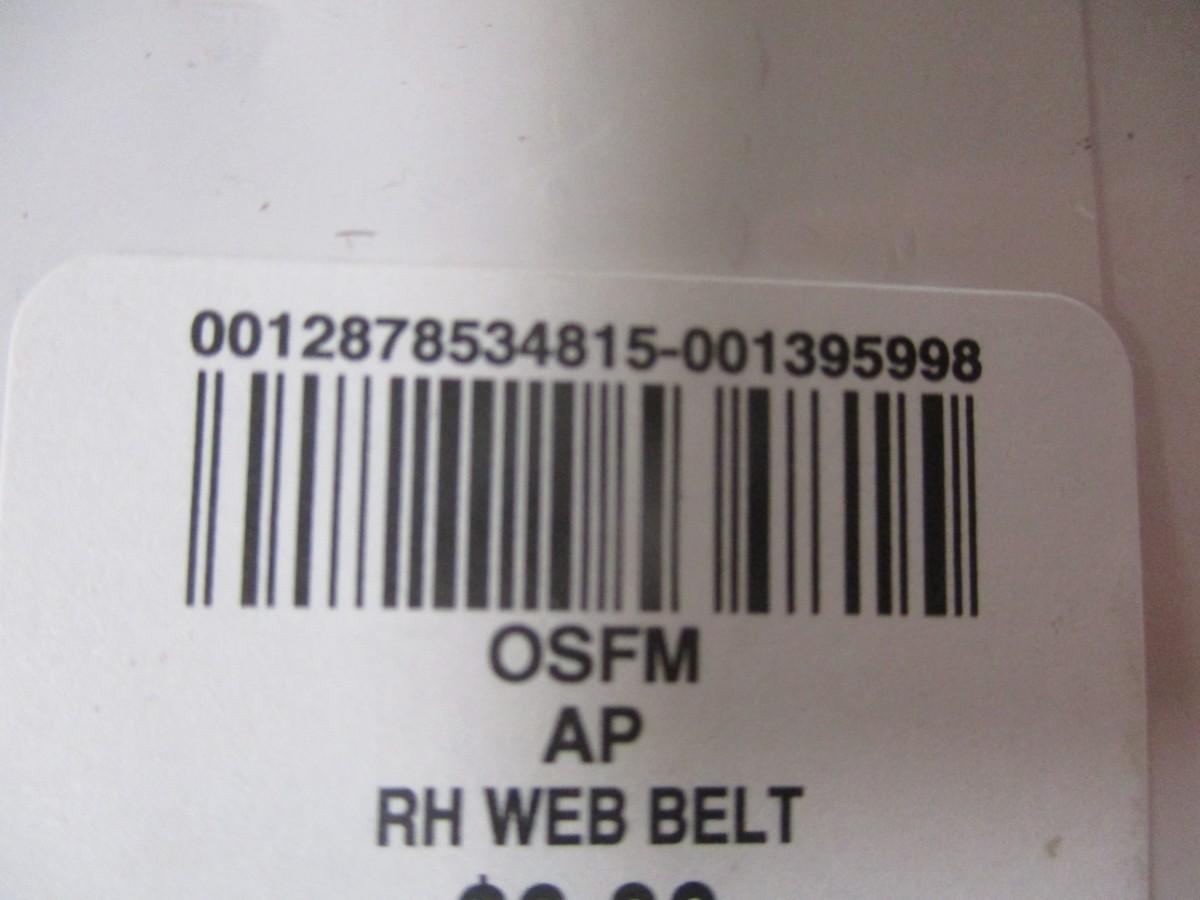 0012878534815-001395998
OSFM
AP
RH WEB BELT